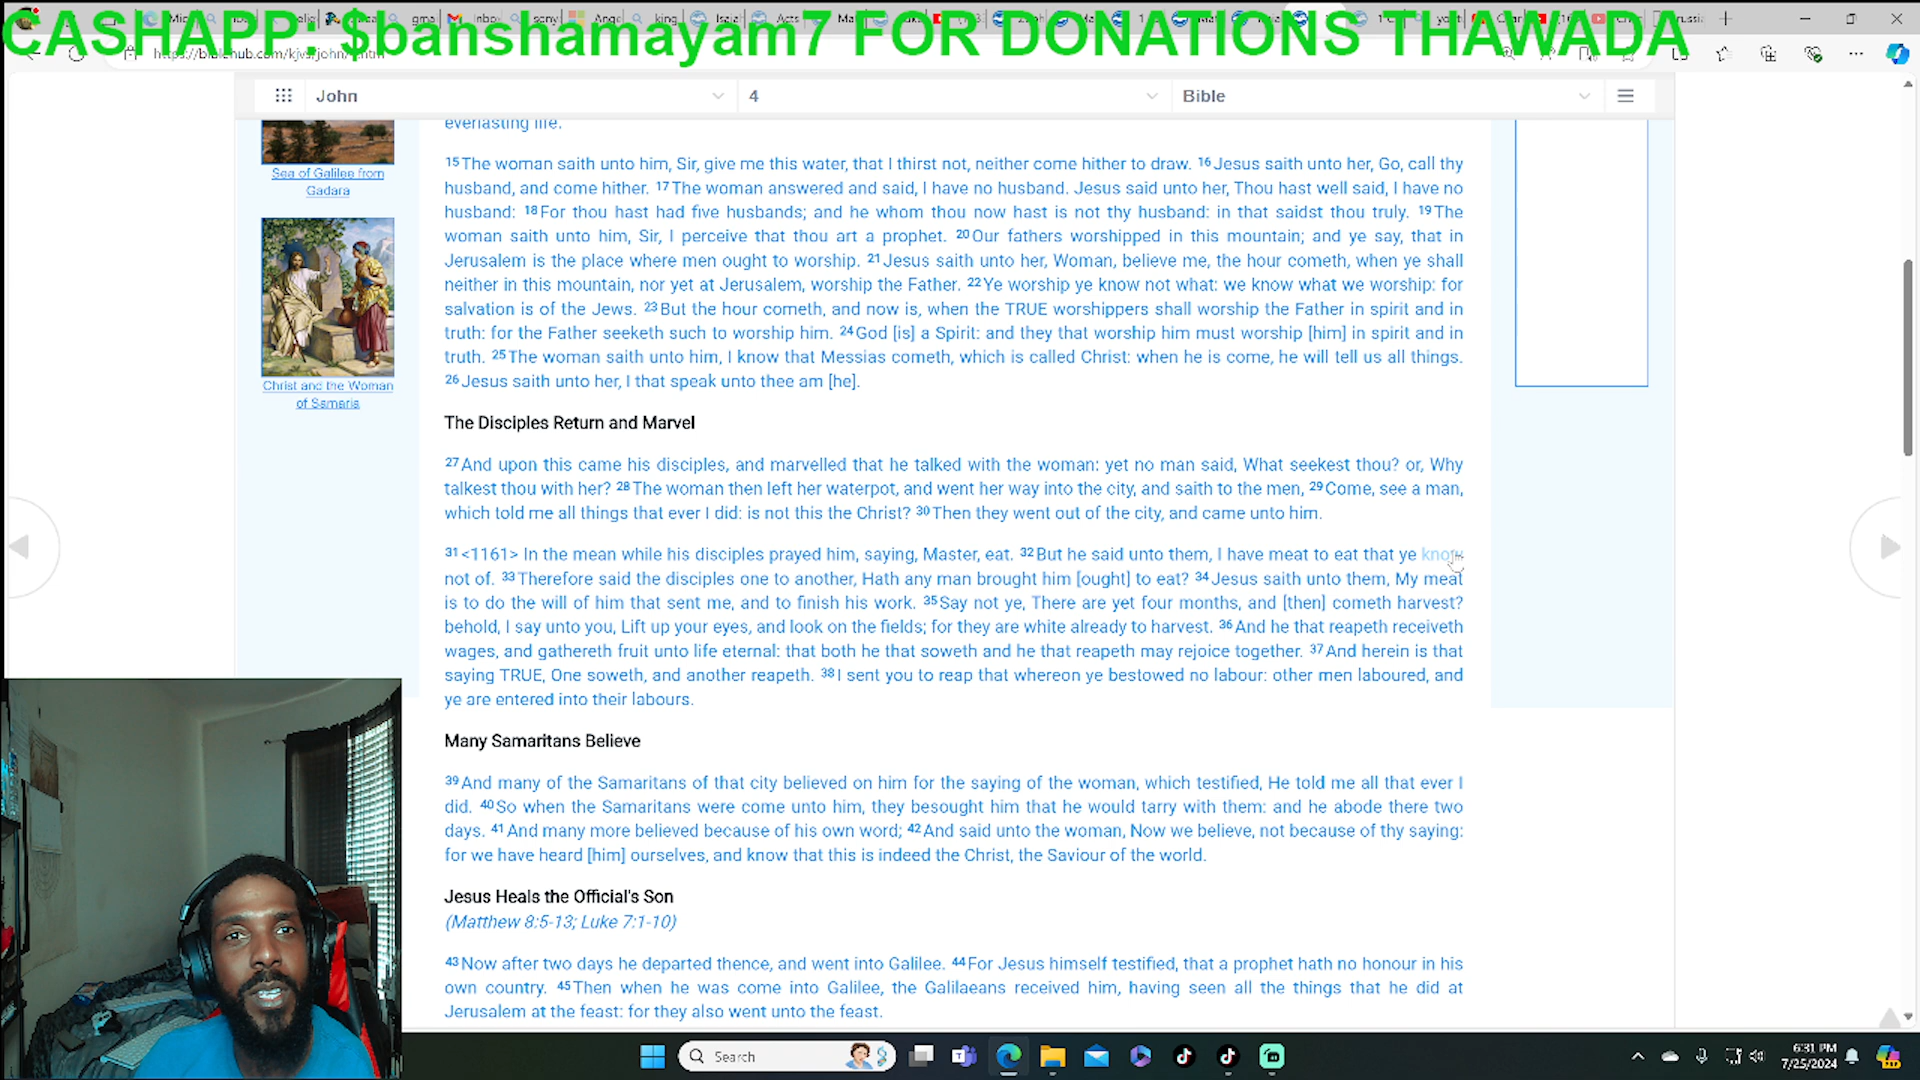 CASHAPP: $banshamayam7 FOR DONATIONS THAWADA
John
4
Bible
everlasting life.
15The woman saith unto him, Sir, give me this water, that I thirst not, neither come hither to draw. 16Jesus saith unto her, Go, call thy
husband, and come hither. 17The woman answered and said, I have no husband. Jesus said unto her, Thou hast well said, I have no
husband: 18For thou hast had five husbands; and he whom thou now hast is not thy husband: in that saidst thou truly. 19The
woman saith unto him, Sir, I perceive that thou art a prophet. 20Our fathers worshipped in this mountain; and ye say, that in
Jerusalem is the place where men ought to worship. 21Jesus saith unto her, Woman, believe me, the hour cometh, when ye shall
neither in this mountain, nor yet at Jerusalem, worship the Father. 22Ye worship ye know not what: we know what we worship: for
salvation is of the Jews. 23But the hour cometh, and now is, when the TRUE worshippers shall worship the Father in spirit and in
truth: for the Father seeketh such to worship him. 24God [is] a Spirit: and they that worship him must worship [him] in spirit and in
truth. 25The woman saith unto him, I know that Messias cometh, which is called Christ: when he is come, he will tell us all things.
26Jesus saith unto her, I that speak unto thee am [he].
Sea of Galilee from
Gadara
Christ and the Woman
of Samaria
The Disciples Return and Marvel
27And upon this came his disciples, and marvelled that he talked with the woman: yet no man said, What seekest thou? or, Why
talkest thou with her? 28The woman then left her waterpot, and went her way into the city, and saith to the men, 29Come, see a man,
which told me all things that ever I did: is not this the Christ? 30Then they went out of the city, and came unto him.
31<1161> In the mean while his disciples prayed him, saying, Master, eat. 32But he said unto them, I have meat to eat that ye know
not of. 33Therefore said the disciples one to another, Hath any man brought him [ought] to eat? 34Jesus saith unto them, My meat
is to do the will of him that sent me, and to finish his work. 35Say not ye, There are yet four months, and [then] cometh harvest?
behold, I say unto you, Lift up your eyes, and look on the fields; for they are white already to harvest. 36And he that reapeth receiveth
wages, and gathereth fruit unto life eternal: that both he that soweth and he that reapeth may rejoice together. 37And herein is that
saying TRUE, One soweth, and another reapeth. 38I sent you to reap that whereon ye bestowed no labour: other men laboured, and
ye are entered into their labours.
Many Samaritans Believe
39And many of the Samaritans of that city believed on him for the saying of the woman, which testified, He told me all that ever I
did. 40So when the Samaritans were come unto him, they besought him that he would tarry with them: and he abode there two
days. 41And many more believed because of his own word; 42And said unto the woman, Now we believe, not because of thy saying:
for we have heard [him] ourselves, and know that this is indeed the Christ, the Saviour of the world.
Jesus Heals the Official's Son
(Matthew 8:5-13; Luke 7:1-10)
43Now after two days he departed thence, and went into Galilee. 44For Jesus himself testified, that a prophet hath no honour in his
own country. 45Then when he was come into Galilee, the Galilaeans received him, having seen all the things that he did at
Jerusalem at the feast: for they also went unto the feast.
Search
6:31 PM
7/25/2024